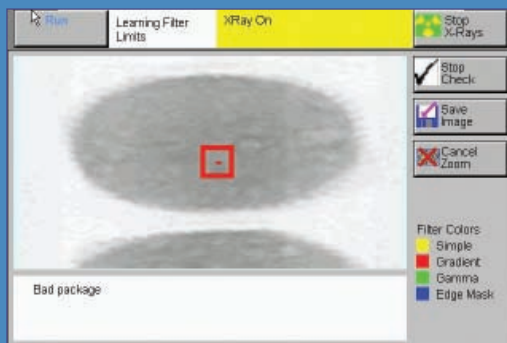 Run
Learning Filter
Limits
XRay On
Stop
X-Rays
Stop
Check
Save
Image
Cancel
Zoom
Filter Colors
Simple
Gradient
Gamma
Edge Mask
Bad package